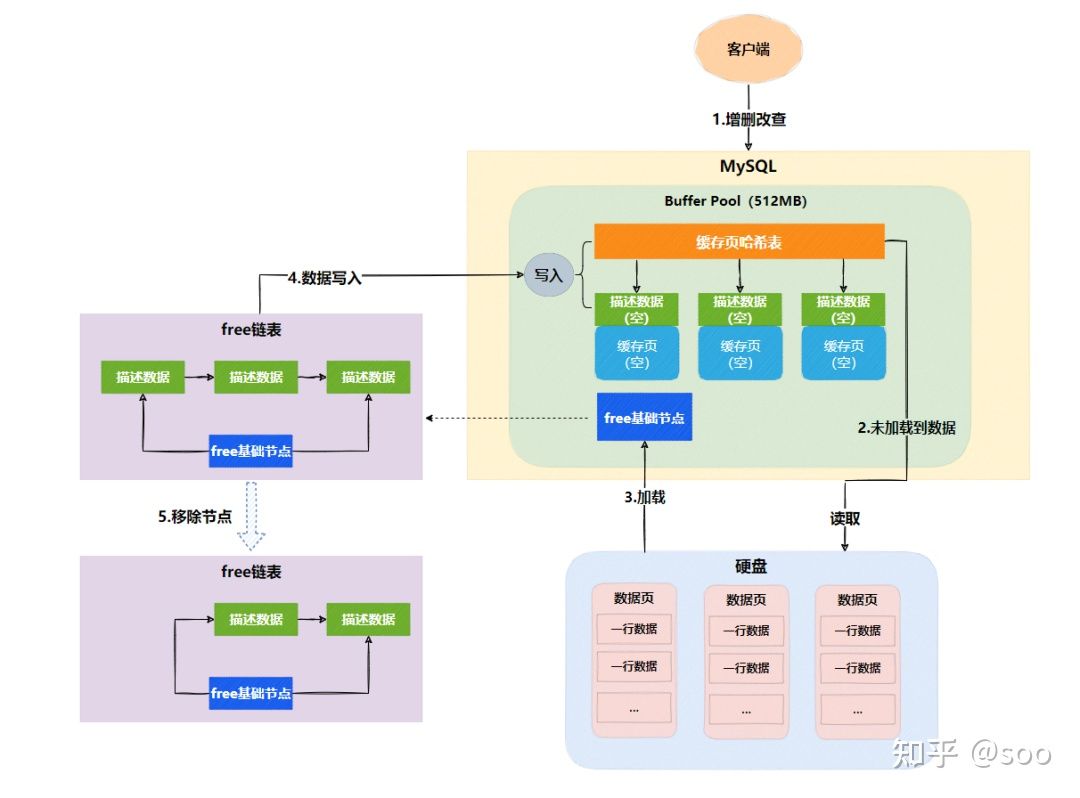 客户端
1.增删改查
MySQL
Buffer Pool（512MB）
缓存页哈希表
写入
4.数据写入
描述数据
(空)
描述数据
(空)
描述数据
(空)
缓存页
(空)
缓存页
(空)
缓存页
(空)
free链表
描述数据
描述数据
描述数据
free基础节点
free基础节点
2.未加载到数据
3.加载
5.移除节点
读取
free链表
描述数据
描述数据
free基础节点
硬盘
数据页
一行数据
一行数据
...
数据页
一行数据
一行数据
...
数据页
一行数据
一行数据
...
知乎 @soo